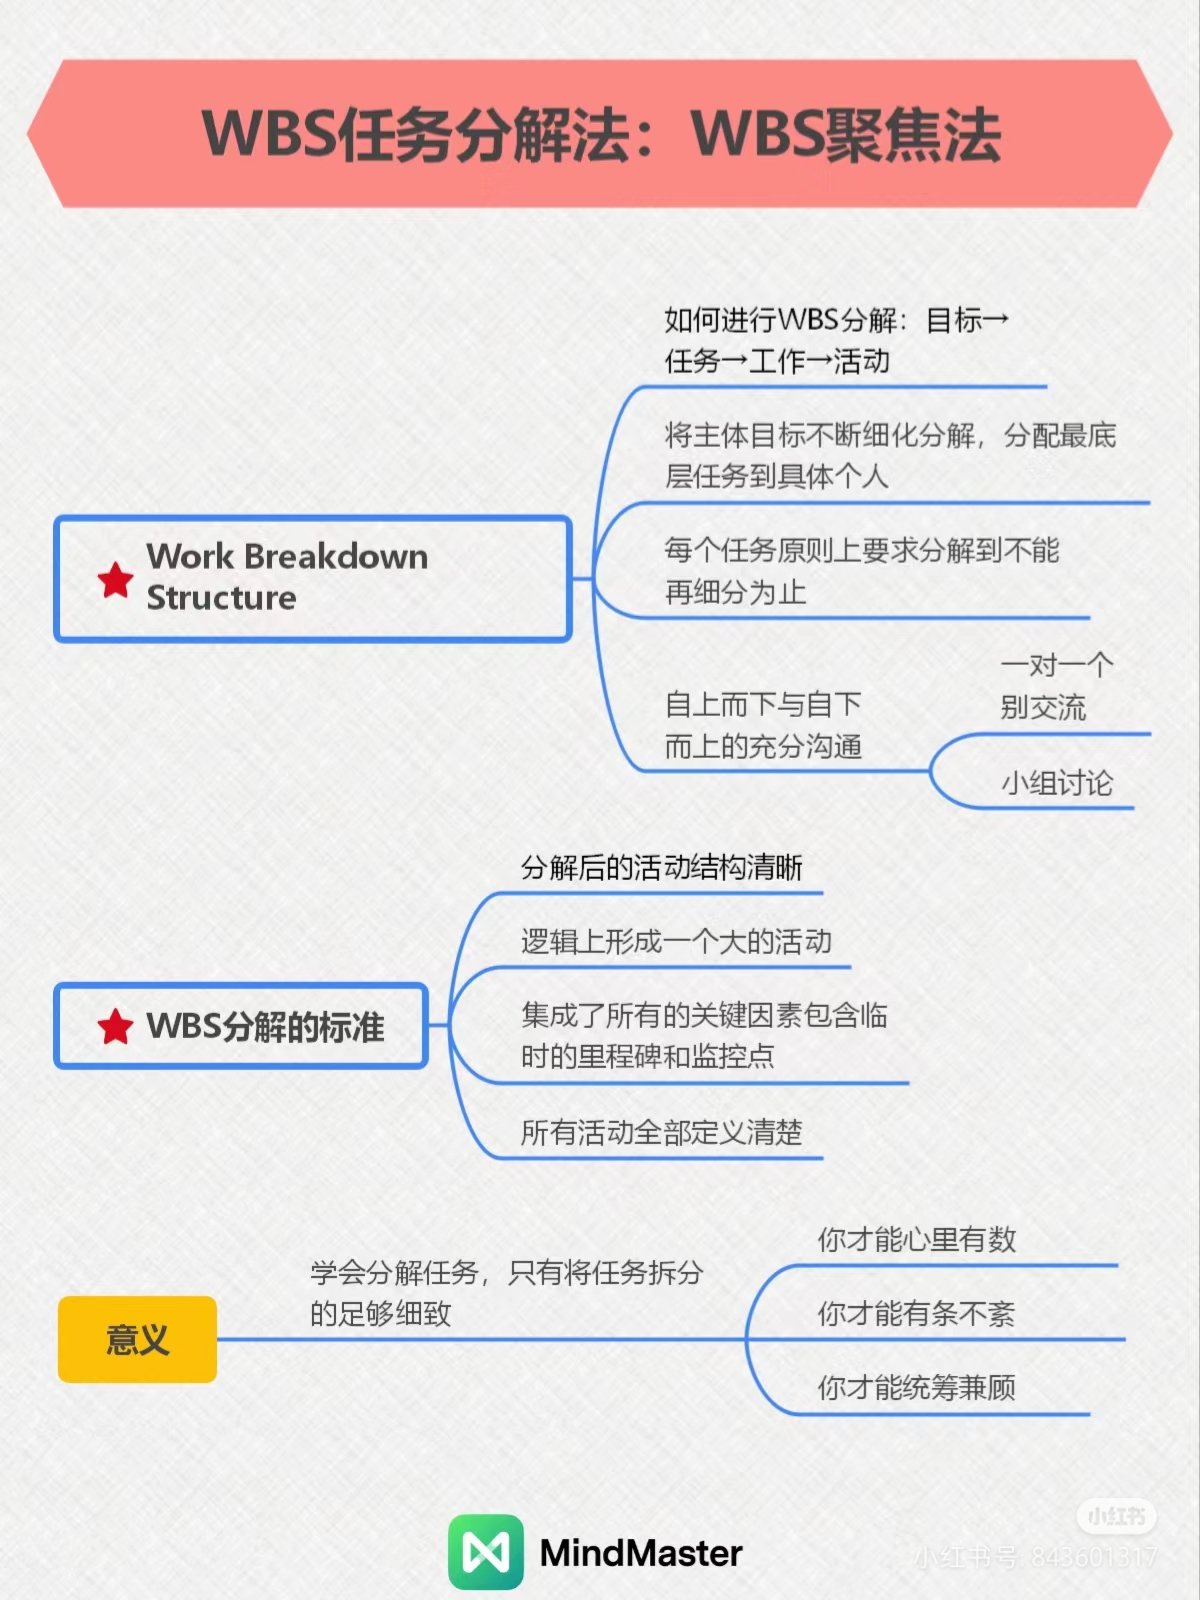 WBS任务分解法：WBS聚焦法
如何进行WBS分解：目标→
任务→工作→活动
将主体目标不断细化分解，分配最底
层任务到具体个人
Work Breakdown
Structure
每个任务原则上要求分解到不能
再细分为止
自上而下与自下
而上的充分沟通
一对一个
别交流
小组讨论
分解后的活动结构清晰
逻辑上形成一个大的活动
WBS分解的标准
集成了所有的关键因素包含临
时的里程碑和监控点
所有活动全部定义清楚
意义
学会分解任务，只有将任务拆分
的足够细致
你才能心里有数
你才能有条不紊
你才能统筹兼顾
MindMaster
小红书
小红书号: 843601317